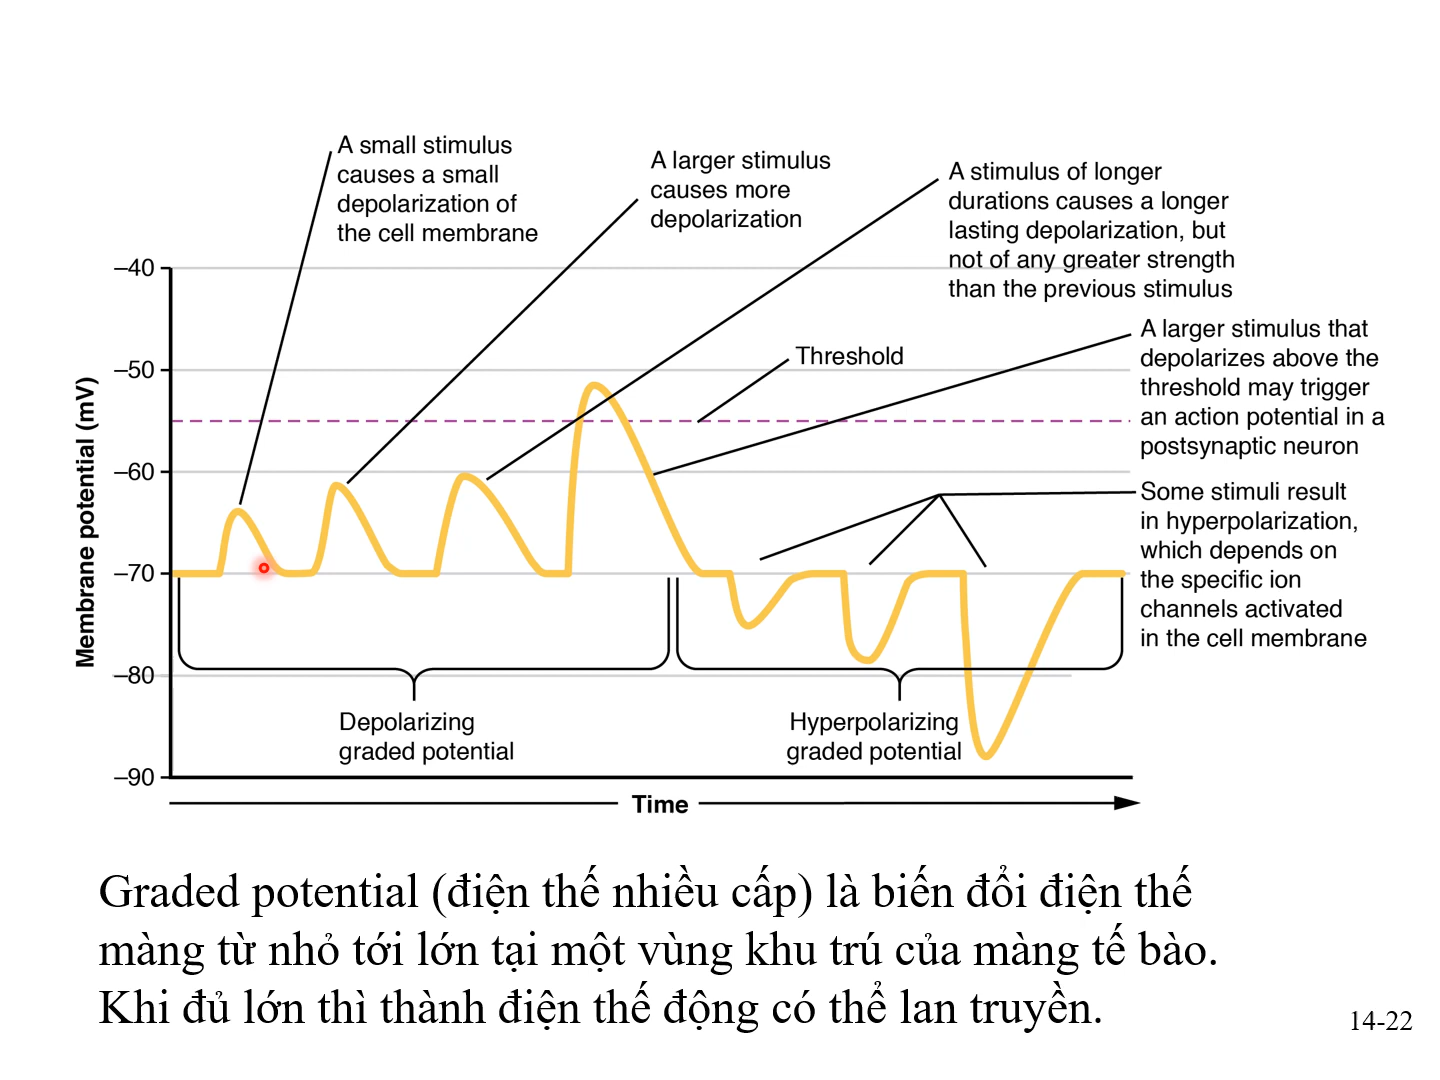 A small stimulus
causes a small
depolarization of
the cell membrane
A larger stimulus
causes more
depolarization
A stimulus of longer
durations causes a longer
lasting depolarization, but
not of any greater strength
than the previous stimulus
A larger stimulus that
depolarizes above the
threshold may trigger
an action potential in a
postsynaptic neuron
Threshold
Some stimuli result
in hyperpolarization,
which depends on
the specific ion
channels activated
in the cell membrane
Membrane potential (mV)
–40
–50
–60
–70
–80
–90
Depolarizing
graded potential
Hyperpolarizing
graded potential
Time
Graded potential (điện thế nhiều cấp) là biến đổi điện thế
màng từ nhỏ tới lớn tại một vùng khu trú của màng tế bào.
Khi đủ lớn thì thành điện thế động có thể lan truyền.
14-22